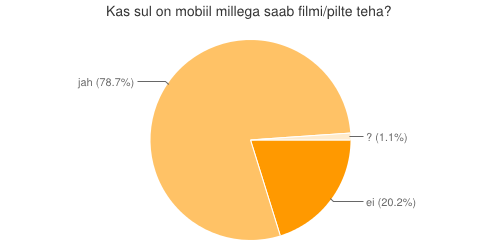 Kas sul on mobiil millega saab filmi/pilte teha?
jah (78.7%)
? (1.1%)
ei (20.2%)